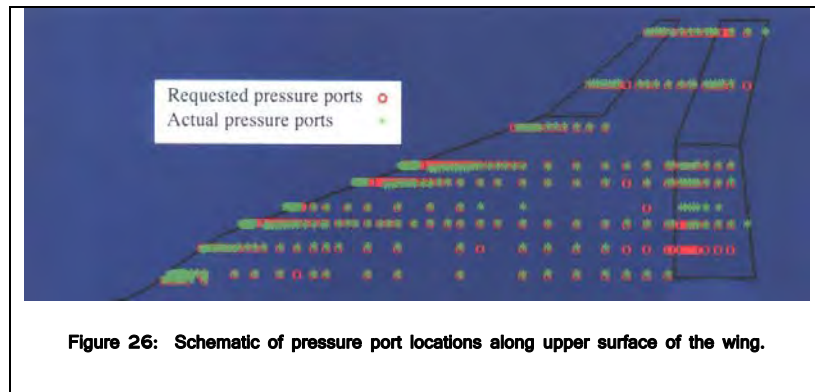 Requested pressure ports
Actual pressure ports
Figure 26: Schematic of pressure port locations along upper surface of the wing.